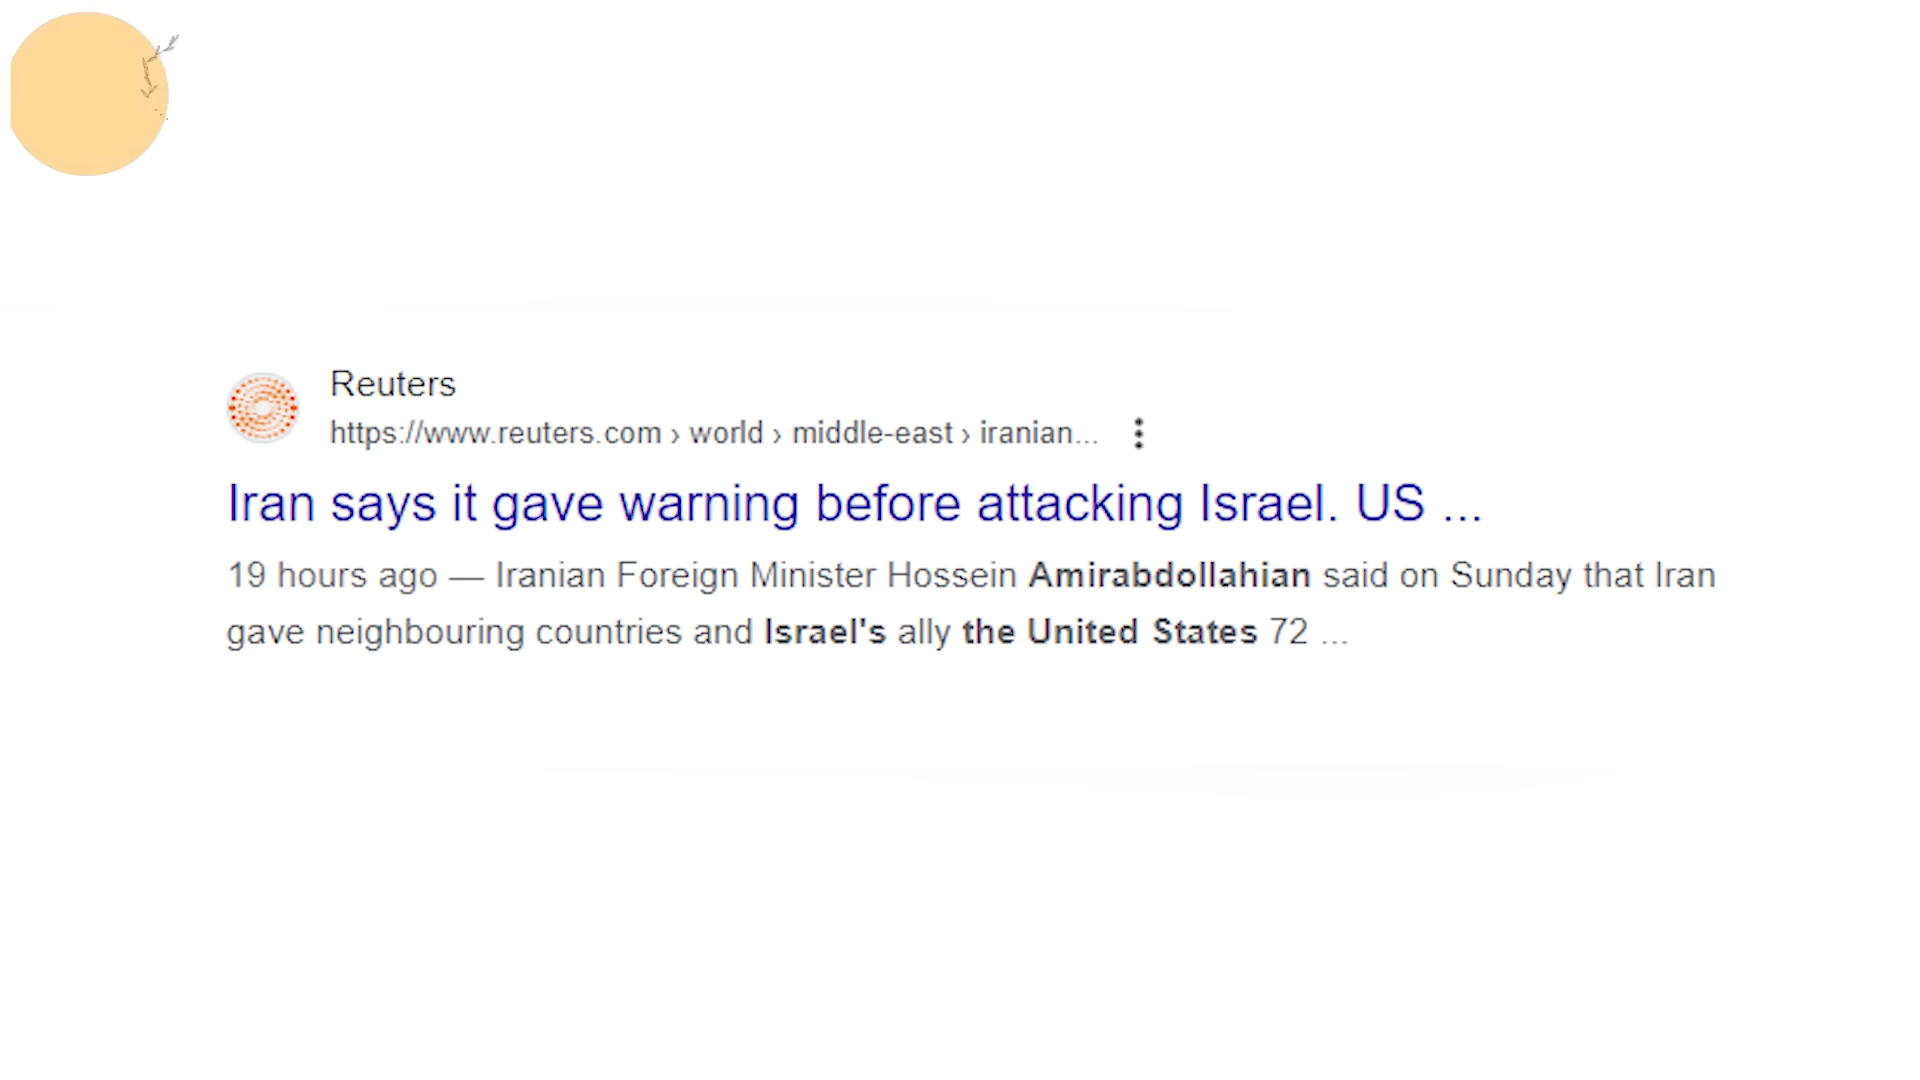 Reuters
https://www.reuters.com › world › middle-east › iranian...
Iran says it gave warning before attacking Israel. US ...
19 hours ago — Iranian Foreign Minister Hossein Amirabdollahian said on Sunday that Iran
gave neighbouring countries and Israel's ally the United States 72 ...